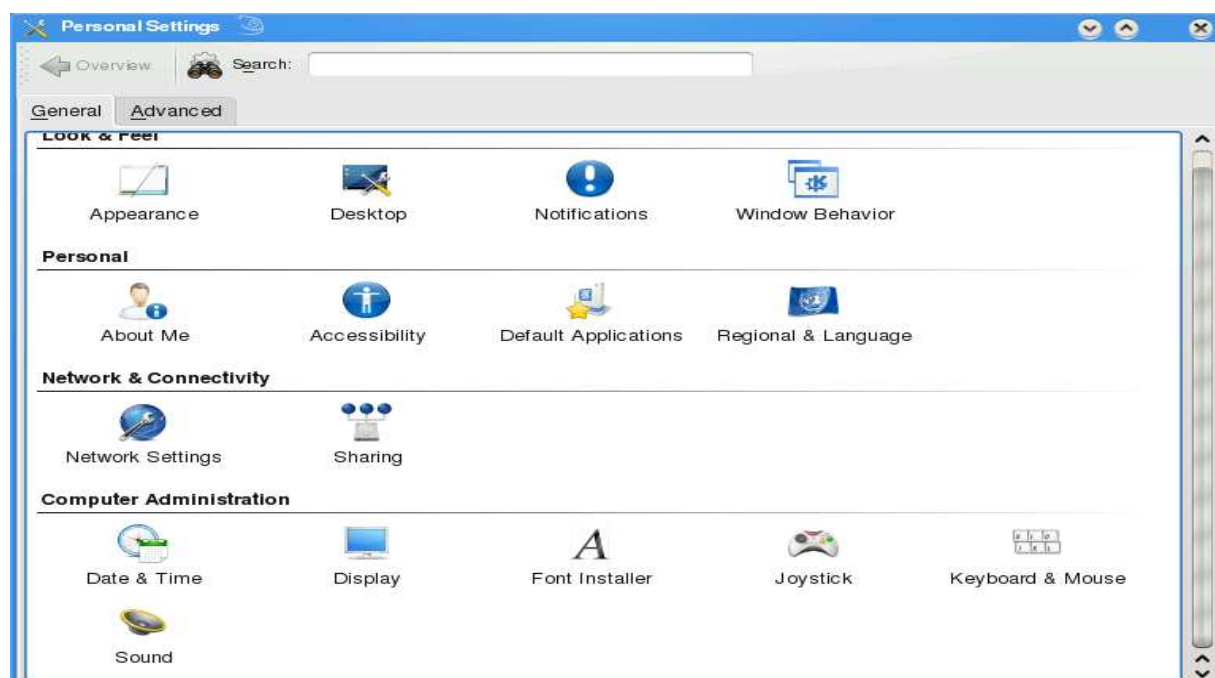 Personal Settings
Overview Search:
General Advanced
Look & Feel
Appearance Desktop Notifications Window Behavior
Personal
About Me Accessibility Default Applications Regional & Language
Network & Connectivity
Network Settings Sharing
Computer Administration
Date & Time Display Font Installer Joystick Keyboard & Mouse
Sound